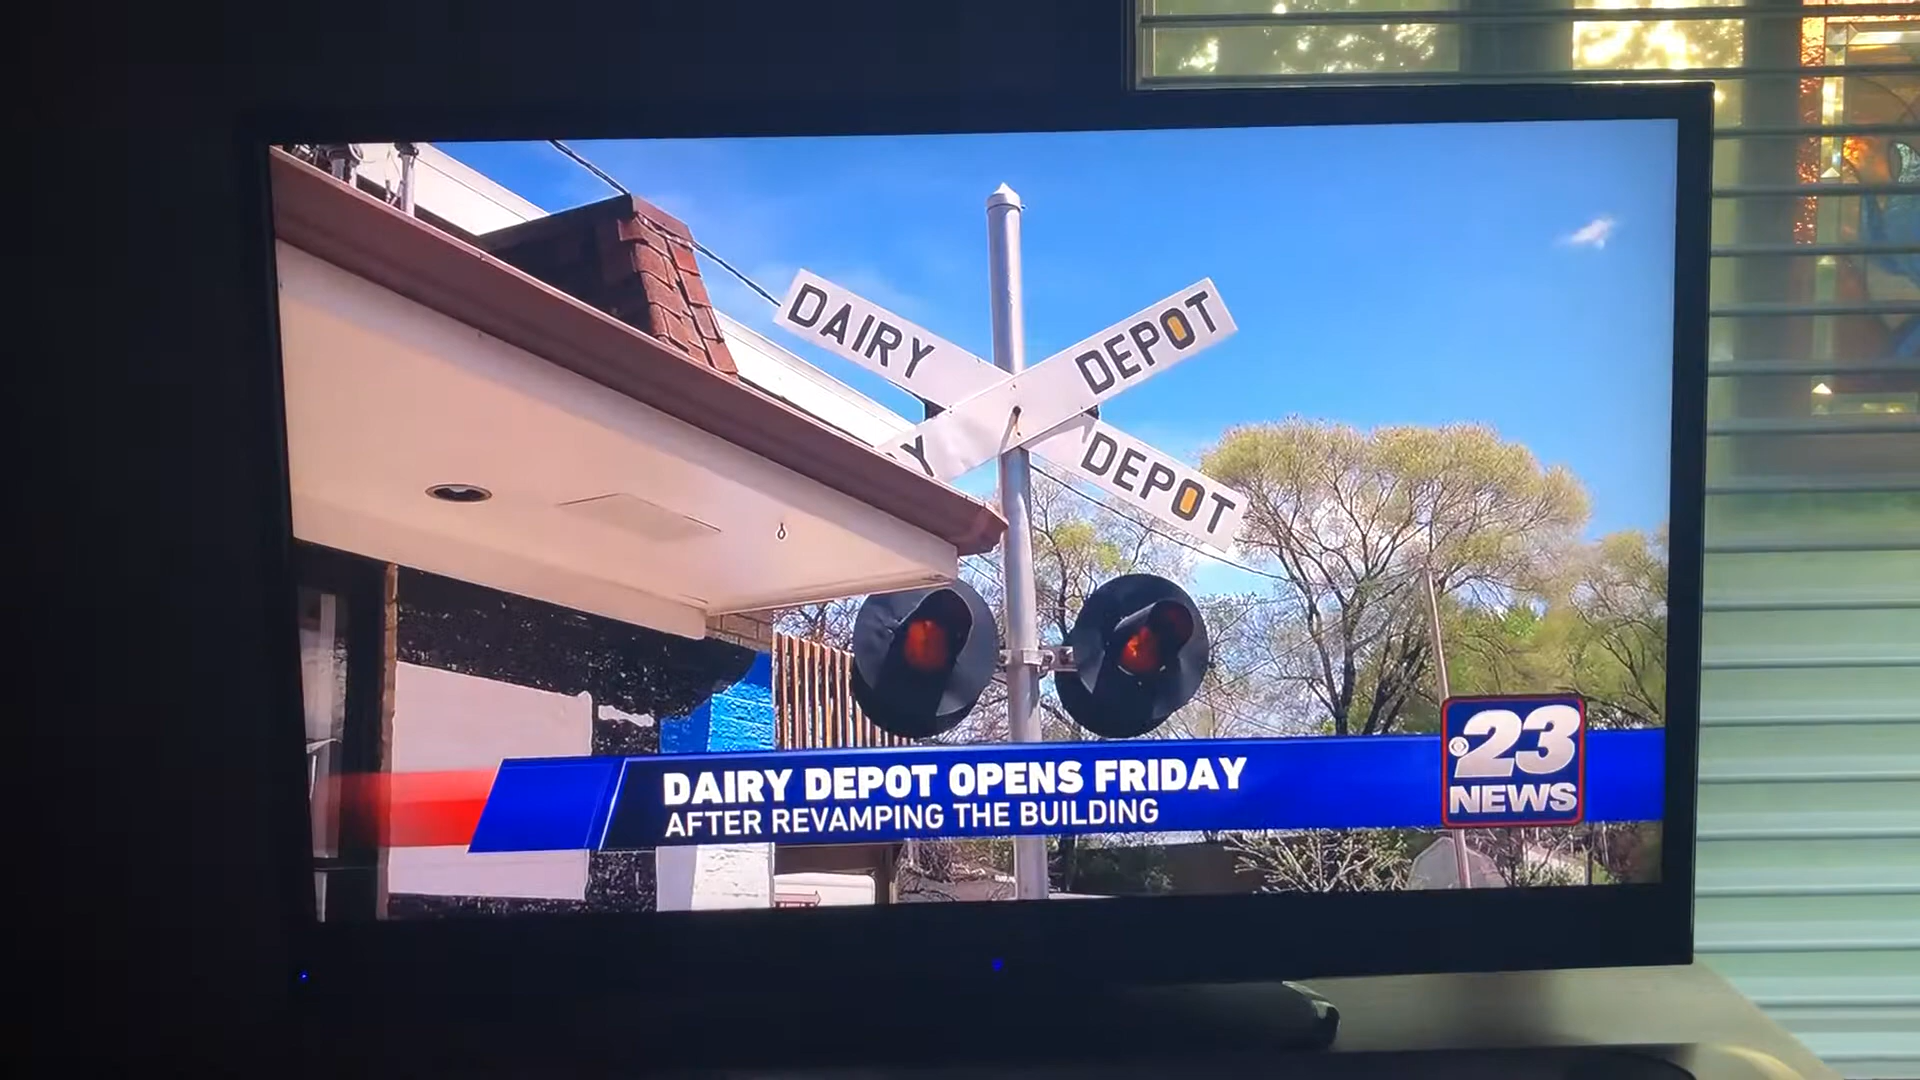 DAIRY DEPOT
Y DEPOT
DAIRY DEPOT OPENS FRIDAY
AFTER REVAMPING THE BUILDING
23
NEWS